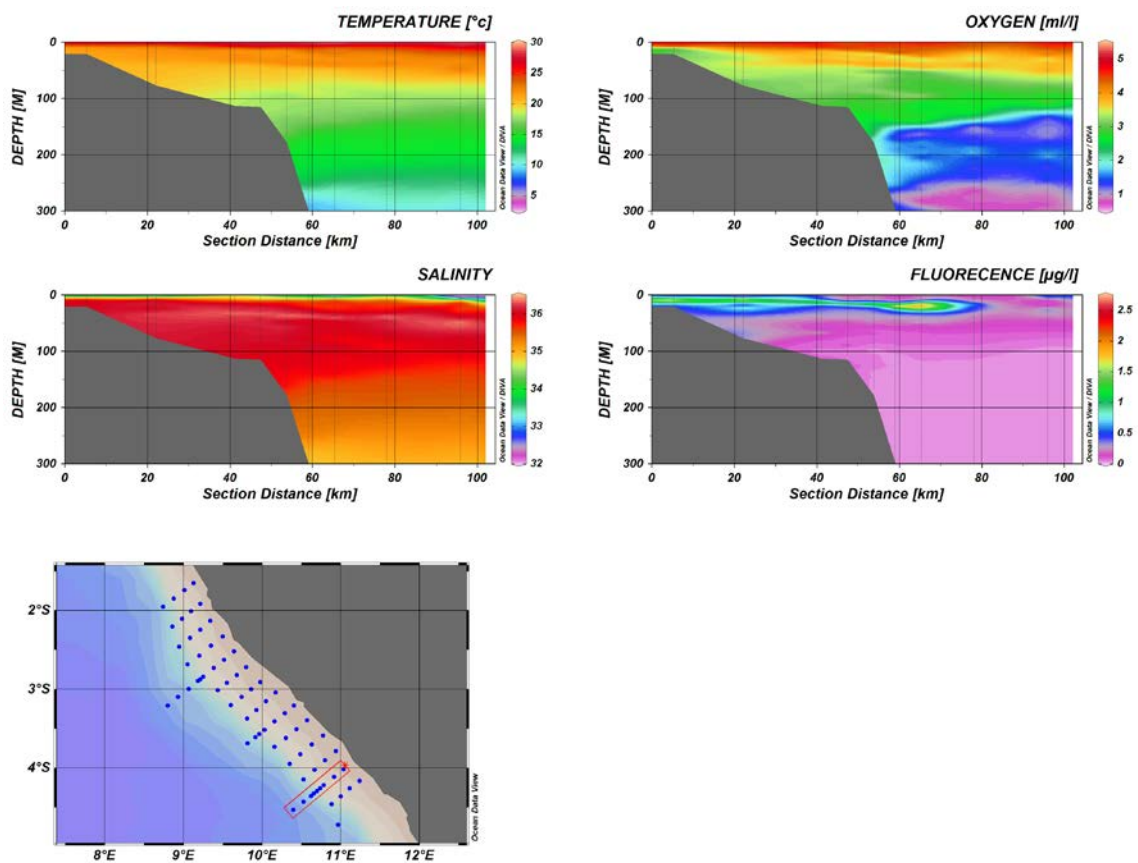 TEMPERATURE [°c]
0
100
200
300
DEPTH [M]
0 20 40 60 80 100
Section Distance [km]
30
25
20
15
10
5
Ocean Data View / DIVA
OXYGEN [ml/l]
0
100
200
300
DEPTH [M]
0 20 40 60 80 100
Section Distance [km]
5
4
3
2
1
Ocean Data View / DIVA
SALINITY
0
100
200
300
DEPTH [M]
0 20 40 60 80 100
Section Distance [km]
36
35
34
33
32
Ocean Data View / DIVA
FLUORECENCE [µg/l]
0
100
200
300
DEPTH [M]
0 20 40 60 80 100
Section Distance [km]
2.5
2
1.5
1
0.5
0
Ocean Data View / DIVA
2°S
3°S
4°S
8°E 9°E 10°E 11°E 12°E
Ocean Data View